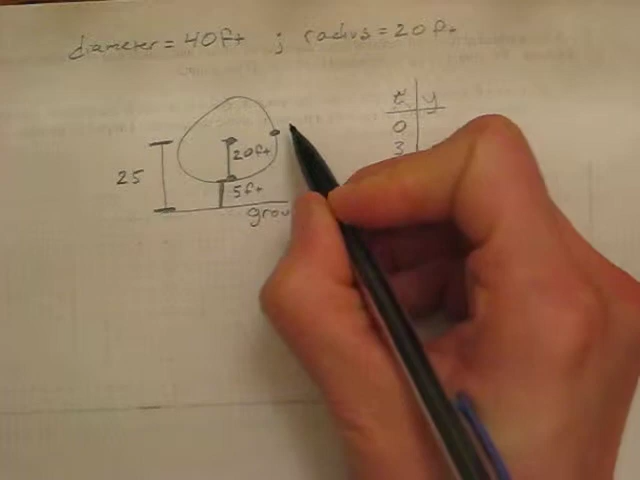 diameter = 40ft ; radius = 20ft
t y
0
3
20ft
25
5ft
grou